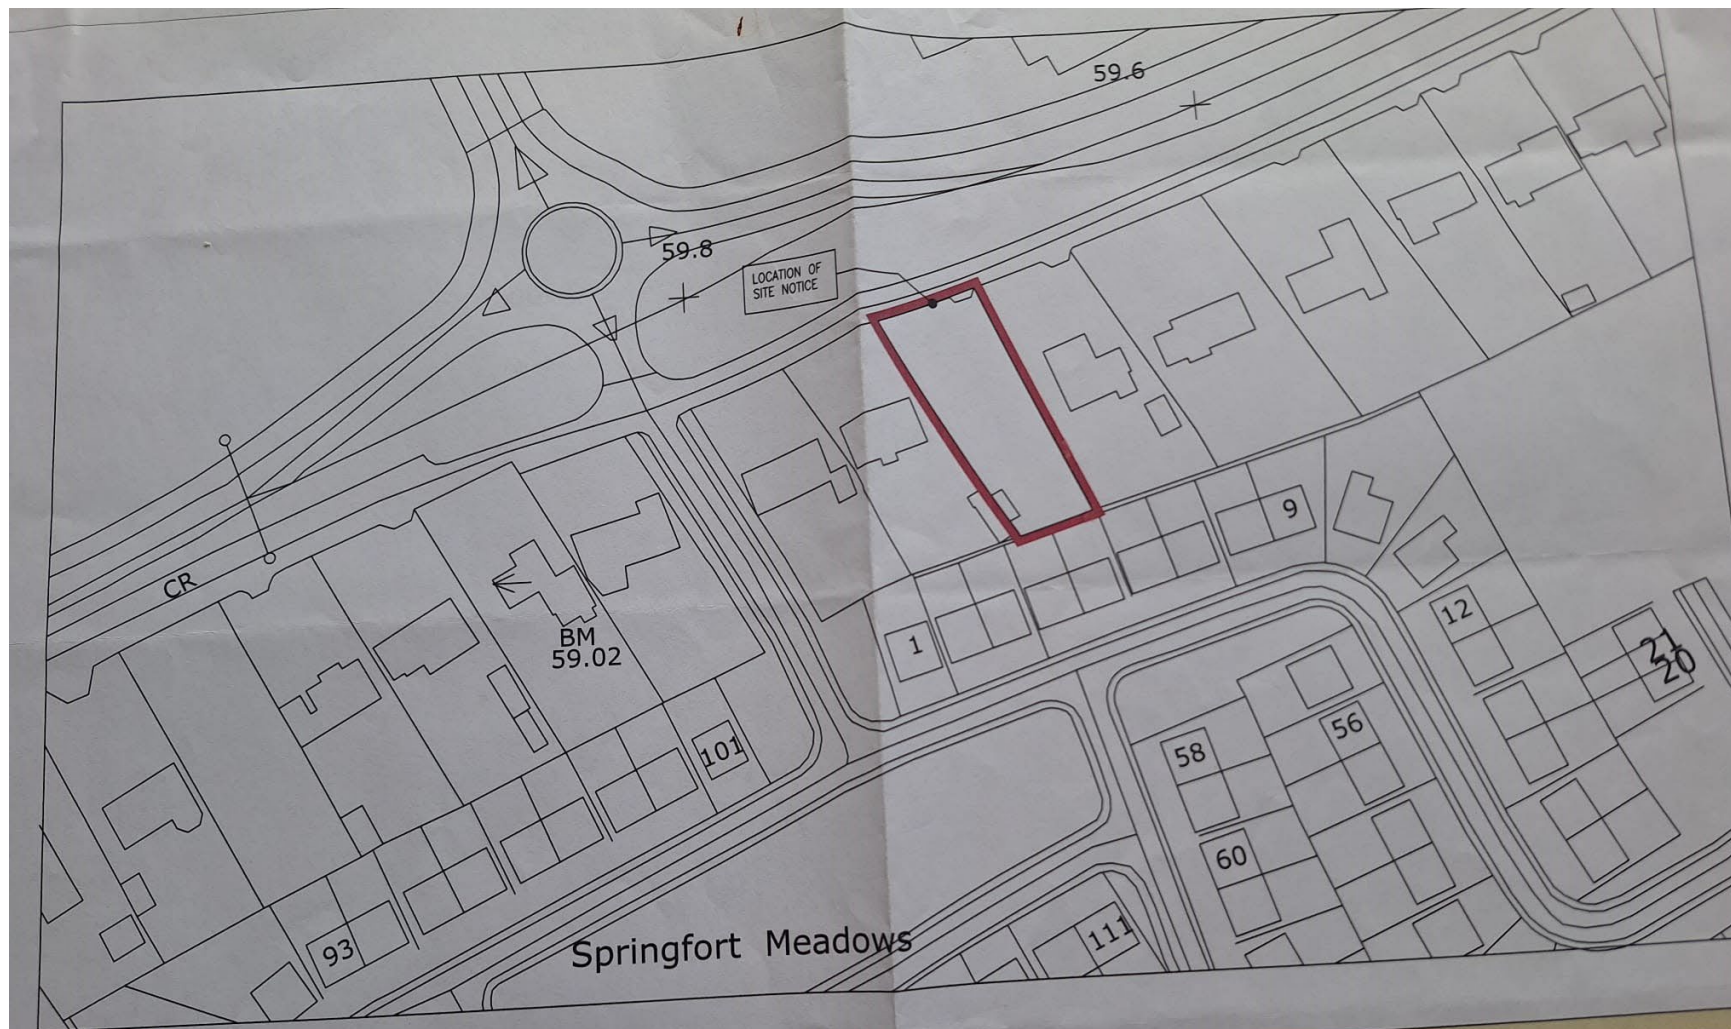 59.6
59.8
LOCATION OF
SITE NOTICE
CR
BM
59.02
9
1
12
21
20
101
58
56
60
93
111
Springfort Meadows